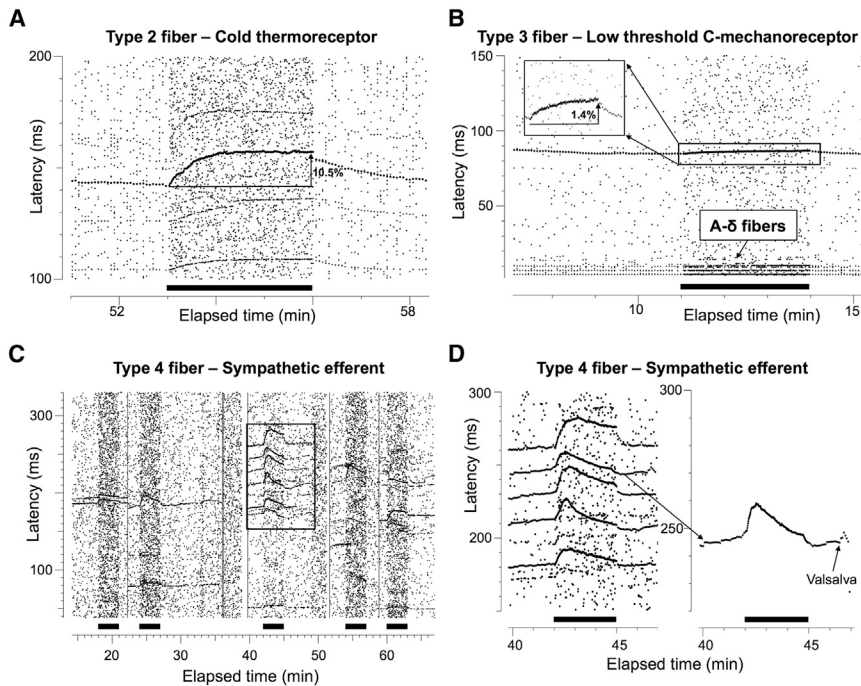 A
Type 2 fiber – Cold thermoreceptor
200
100
Latency (ms)
10.5%
52
58
Elapsed time (min)
B
Type 3 fiber – Low threshold C-mechanoreceptor
150
100
50
Latency (ms)
1.4%
A-δ fibers
10
15
Elapsed time (min)
C
Type 4 fiber – Sympathetic efferent
300
100
Latency (ms)
20
30
40
50
60
Elapsed time (min)
D
Type 4 fiber – Sympathetic efferent
300
200
Latency (ms)
300
250
Valsalva
40
45
40
45
Elapsed time (min)